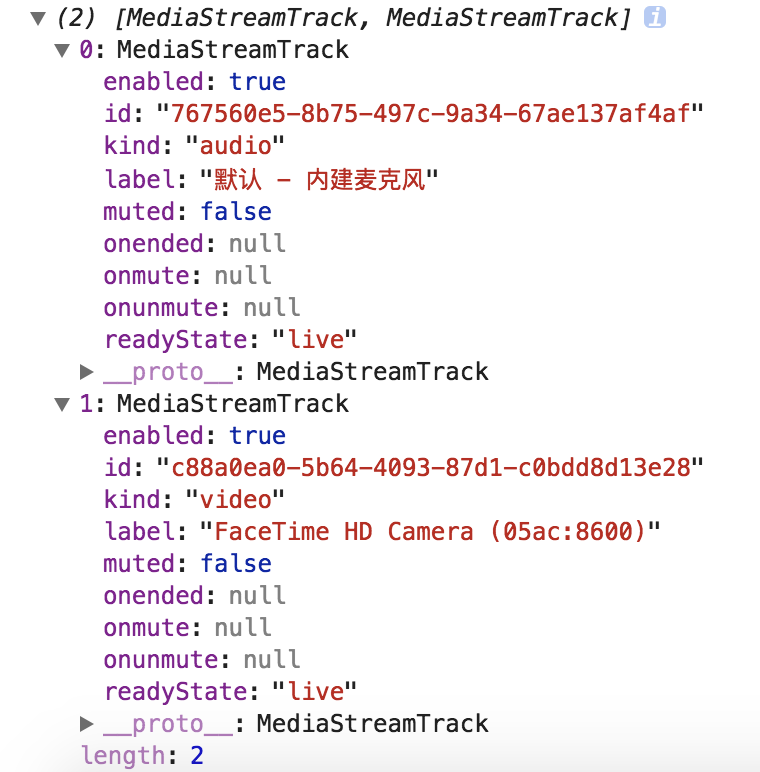 ▼ (2) [MediaStreamTrack, MediaStreamTrack] i
▼ 0: MediaStreamTrack
enabled: true
id: "767560e5-8b75-497c-9a34-67ae137af4af"
kind: "audio"
label: "默认 - 内建麦克风"
muted: false
onended: null
onmute: null
onunmute: null
readyState: "live"
▶ __proto__: MediaStreamTrack
▼ 1: MediaStreamTrack
enabled: true
id: "c88a0ea0-5b64-4093-87d1-c0bdd8d13e28"
kind: "video"
label: "FaceTime HD Camera (05ac:8600)"
muted: false
onended: null
onmute: null
onunmute: null
readyState: "live"
▶ __proto__: MediaStreamTrack
length: 2